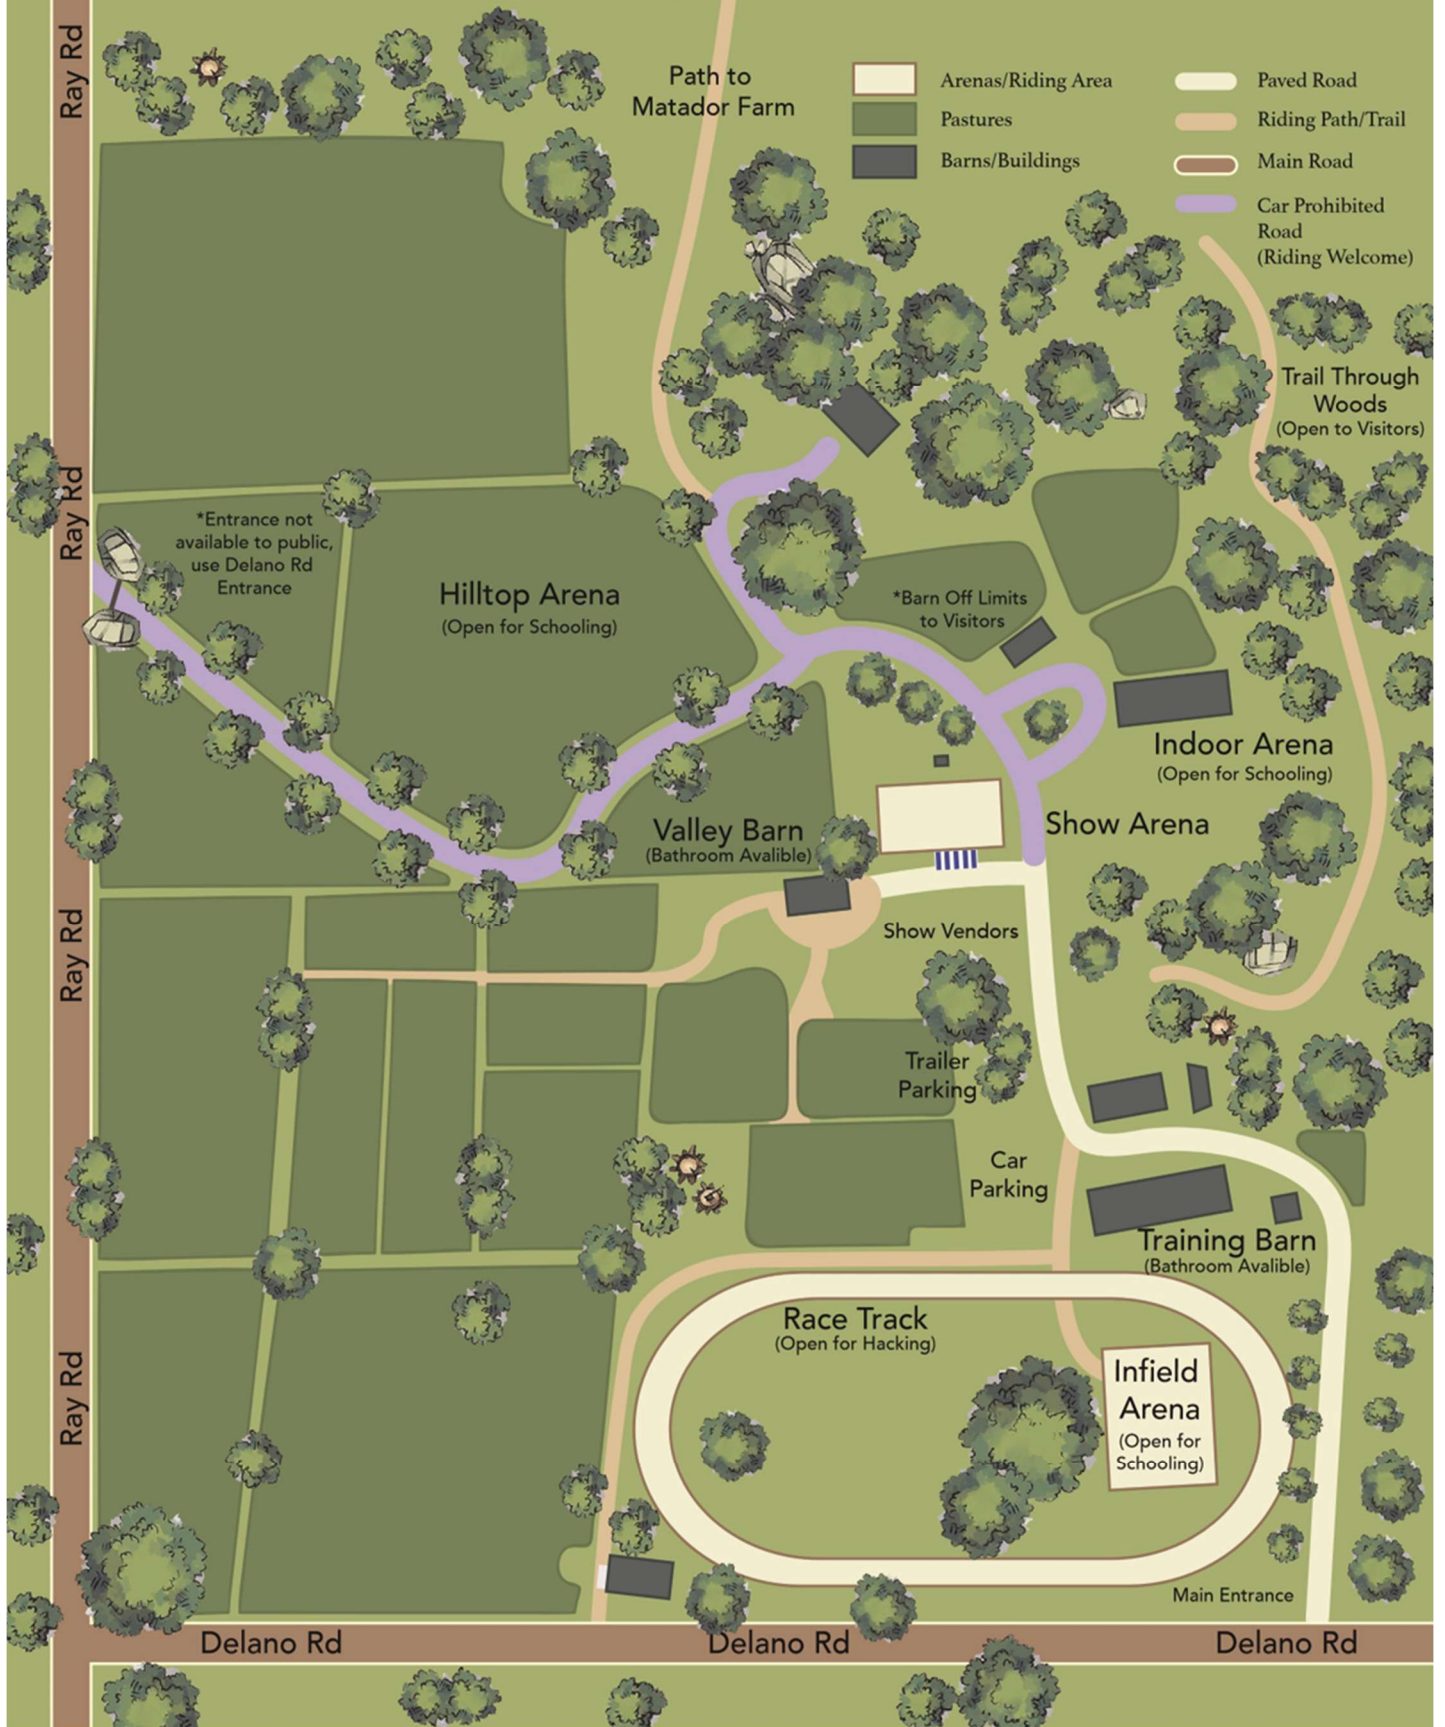 Ray Rd
Path to
Matador Farm
Arenas/Riding Area
Pastures
Barns/Buildings
Paved Road
Riding Path/Trail
Main Road
Car Prohibited
Road
(Riding Welcome)
Trail Through
Woods
(Open to Visitors)
Ray Rd
*Entrance not
available to public,
use Delano Rd
Entrance
Hilltop Arena
(Open for Schooling)
*Barn Off Limits
to Visitors
Indoor Arena
(Open for Schooling)
Valley Barn
(Bathroom Avalible)
Show Arena
Ray Rd
Show Vendors
Trailer
Parking
Car
Parking
Training Barn
(Bathroom Avalible)
Race Track
(Open for Hacking)
Ray Rd
Infield
Arena
(Open for
Schooling)
Main Entrance
Delano Rd
Delano Rd
Delano Rd